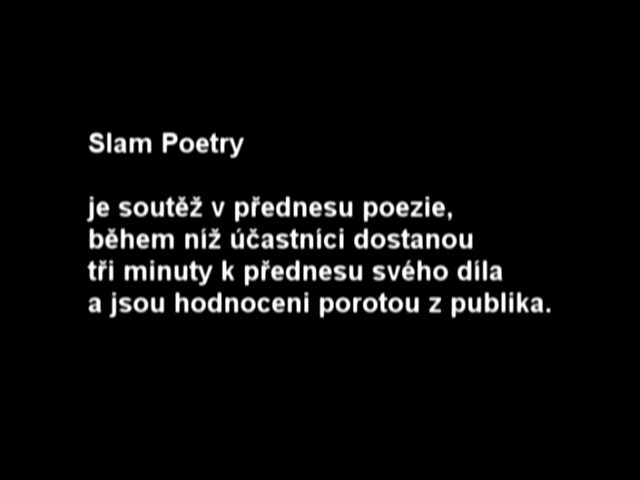 Slam Poetry
je soutěž v přednesu poezie,
během níž účastníci dostanou
tři minuty k přednesu svého díla
a jsou hodnoceni porotou z publika.